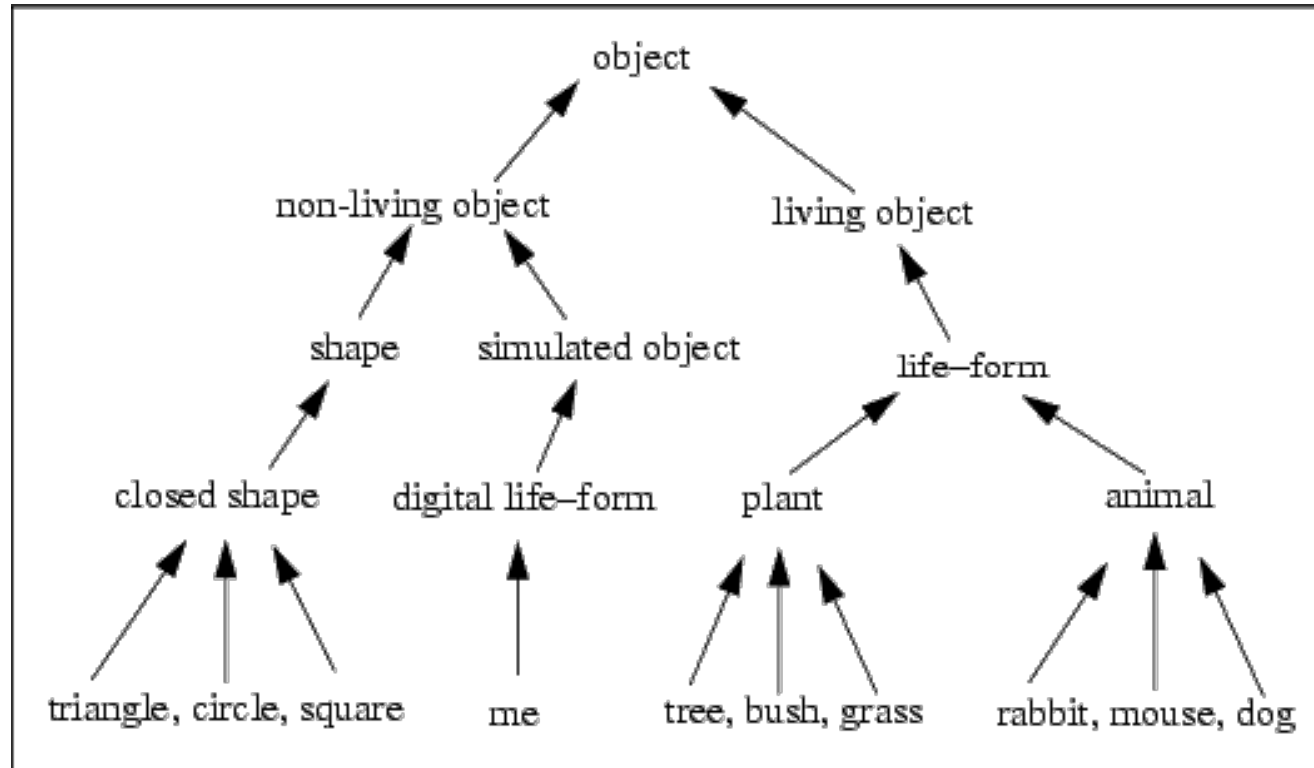 object
non-living object
living object
shape
simulated object
life–form
closed shape
digital life–form
plant
animal
triangle, circle, square
me
tree, bush, grass
rabbit, mouse, dog